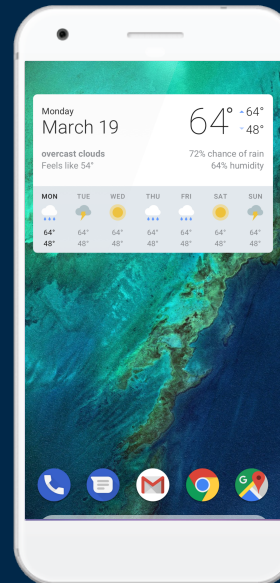 Monday
March 19
64° 64°
48°
overcast clouds 72% chance of rain
Feels like 54° 64% humidity
MON TUE WED THU FRI SAT SUN
64° 64° 64° 64° 64° 64° 64°
48° 48° 48° 48° 48° 48° 48°
G